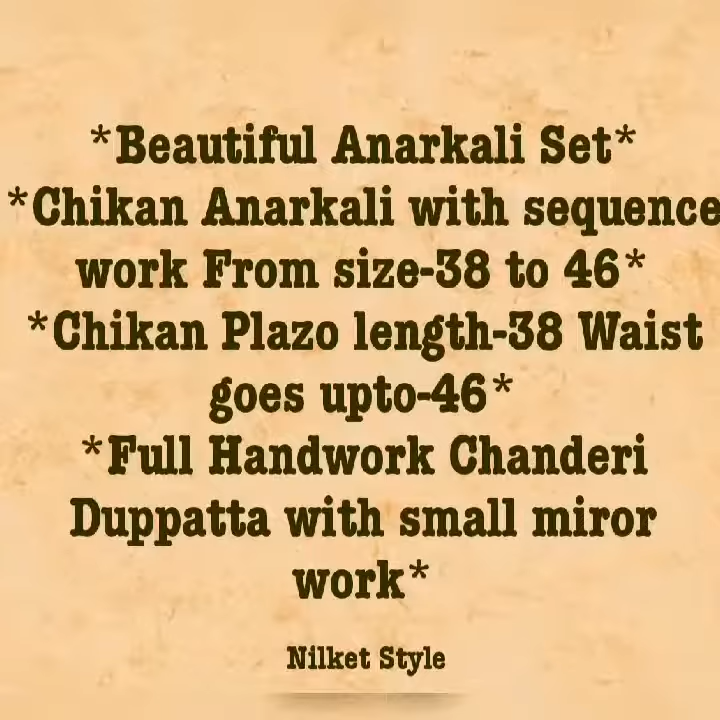 *Beautiful Anarkali Set*
*Chikan Anarkali with sequence
work From size-38 to 46*
*Chikan Plazo length-38 Waist
goes upto-46*
*Full Handwork Chanderi
Duppatta with small miror
work*
Nilket Style